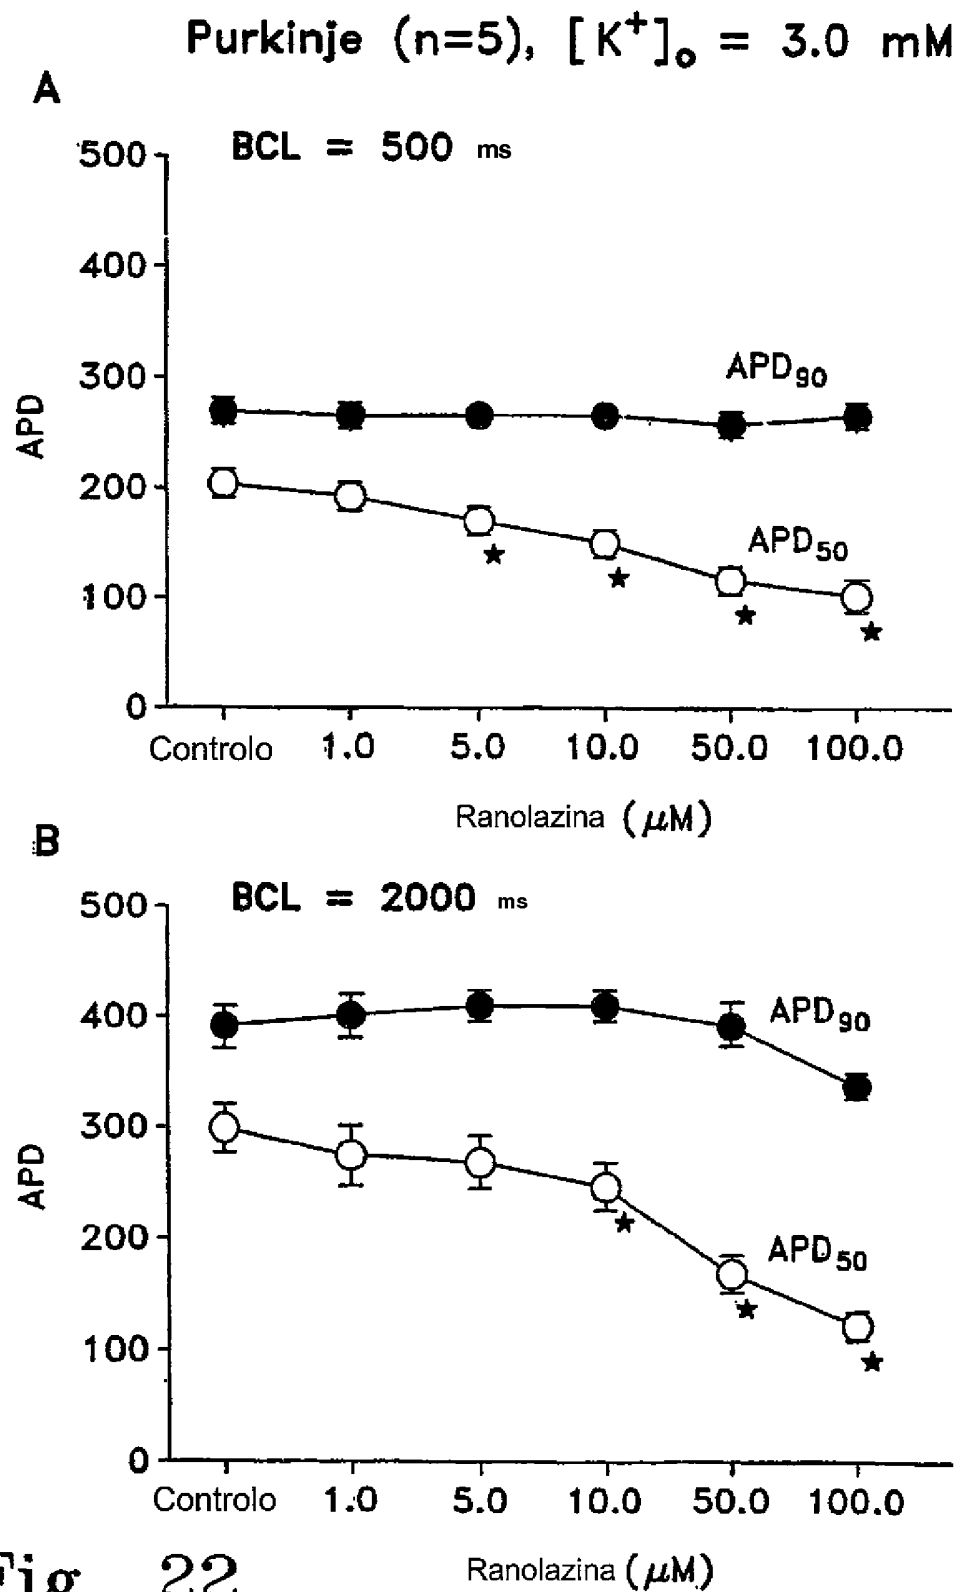 Purkinje (n=5), [K⁺]ₒ = 3.0 mM
A
BCL = 500 ms
500
400
300
200
100
0
APD
APD₉₀
APD₅₀
★
★
★
★
Controlo 1.0 5.0 10.0 50.0 100.0
Ranolazina (μM)
B
BCL = 2000 ms
500
400
300
200
100
0
APD
APD₉₀
APD₅₀
★
★
★
Controlo 1.0 5.0 10.0 50.0 100.0
Ranolazina (μM)
Fig 22